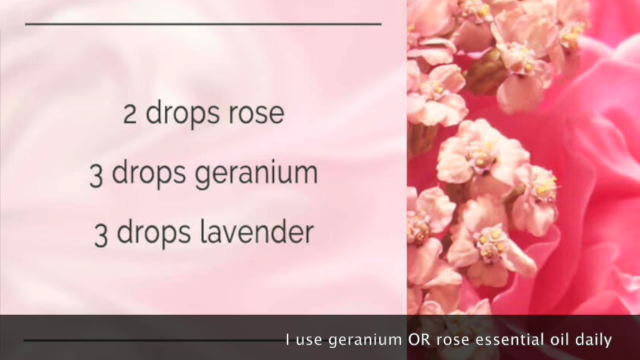 2 drops rose
3 drops geranium
3 drops lavender
I use geranium OR rose essential oil daily